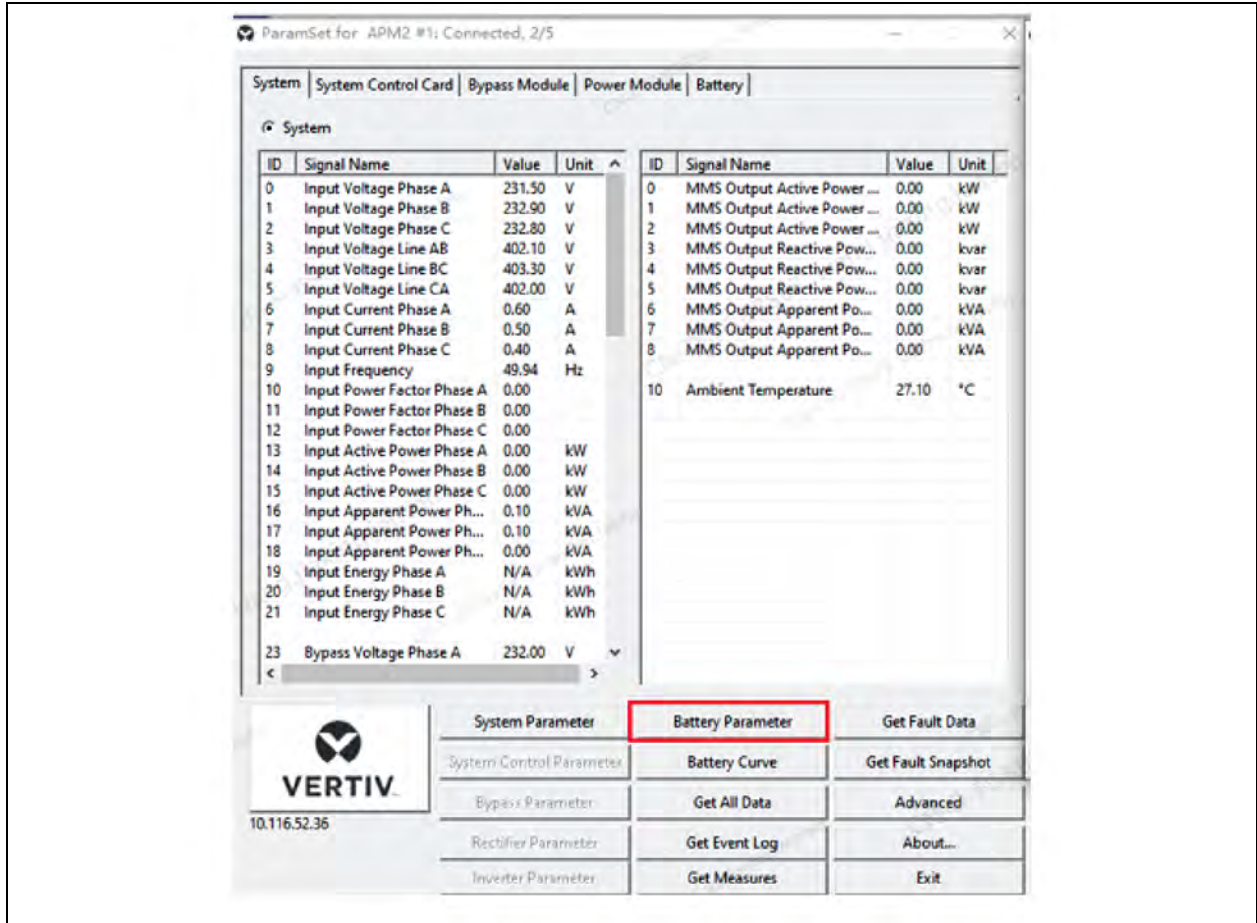 ParamSet for APM2 #1: Connected, 2/5
System System Control Card Bypass Module Power Module Battery
System
ID Signal Name Value Unit
0 Input Voltage Phase A 231.50 V
1 Input Voltage Phase B 232.90 V
2 Input Voltage Phase C 232.80 V
3 Input Voltage Line AB 402.10 V
4 Input Voltage Line BC 403.30 V
5 Input Voltage Line CA 402.00 V
6 Input Current Phase A 0.60 A
7 Input Current Phase B 0.50 A
8 Input Current Phase C 0.40 A
9 Input Frequency 49.94 Hz
10 Input Power Factor Phase A 0.00
11 Input Power Factor Phase B 0.00
12 Input Power Factor Phase C 0.00
13 Input Active Power Phase A 0.00 kW
14 Input Active Power Phase B 0.00 kW
15 Input Active Power Phase C 0.00 kW
16 Input Apparent Power Ph... 0.10 kVA
17 Input Apparent Power Ph... 0.10 kVA
18 Input Apparent Power Ph... 0.00 kVA
19 Input Energy Phase A N/A kWh
20 Input Energy Phase B N/A kWh
21 Input Energy Phase C N/A kWh
23 Bypass Voltage Phase A 232.00 V
ID Signal Name Value Unit
0 MMS Output Active Power ... 0.00 kW
1 MMS Output Active Power ... 0.00 kW
2 MMS Output Active Power ... 0.00 kW
3 MMS Output Reactive Pow... 0.00 kvar
4 MMS Output Reactive Pow... 0.00 kvar
5 MMS Output Reactive Pow... 0.00 kvar
6 MMS Output Apparent Po... 0.00 kVA
7 MMS Output Apparent Po... 0.00 kVA
8 MMS Output Apparent Po... 0.00 kVA
10 Ambient Temperature 27.10 °C
VERTIV
10.116.52.36
System Parameter Battery Parameter Get Fault Data
System Control Parameter Battery Curve Get Fault Snapshot
Bypass Parameter Get All Data Advanced
Rectifier Parameter Get Event Log About...
Inverter Parameter Get Measures Exit